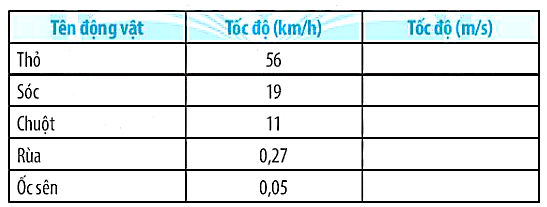 Tên động vật Tốc độ (km/h) Tốc độ (m/s)
Thỏ 56
Sóc 19
Chuột 11
Rùa 0,27
Ốc sên 0,05